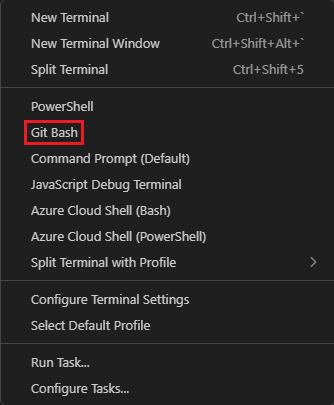 New Terminal Ctrl+Shift+`
New Terminal Window Ctrl+Shift+Alt+`
Split Terminal Ctrl+Shift+5
PowerShell
Git Bash
Command Prompt (Default)
JavaScript Debug Terminal
Azure Cloud Shell (Bash)
Azure Cloud Shell (PowerShell)
Split Terminal with Profile
Configure Terminal Settings
Select Default Profile
Run Task...
Configure Tasks...